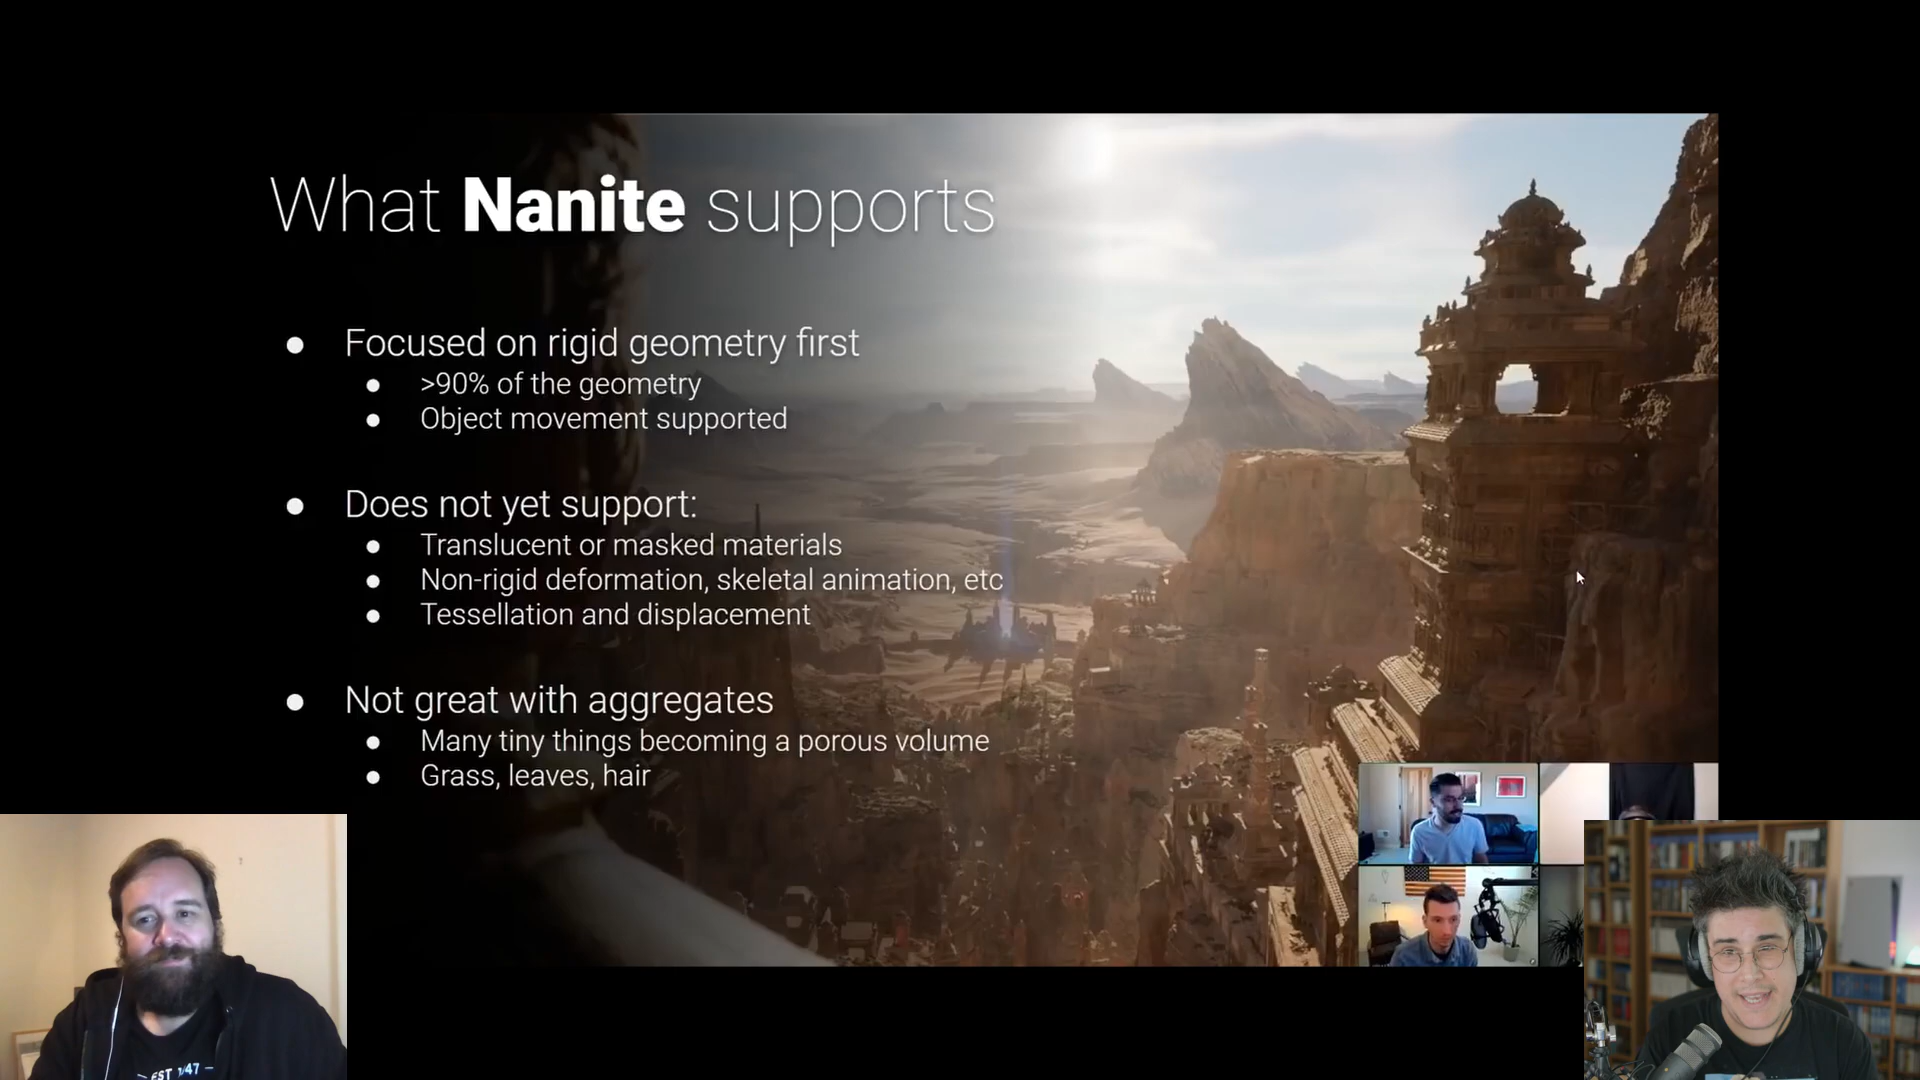 What Nanite supports
● Focused on rigid geometry first
● >90% of the geometry
● Object movement supported
● Does not yet support:
● Translucent or masked materials
● Non-rigid deformation, skeletal animation, etc
● Tessellation and displacement
● Not great with aggregates
● Many tiny things becoming a porous volume
● Grass, leaves, hair
EST